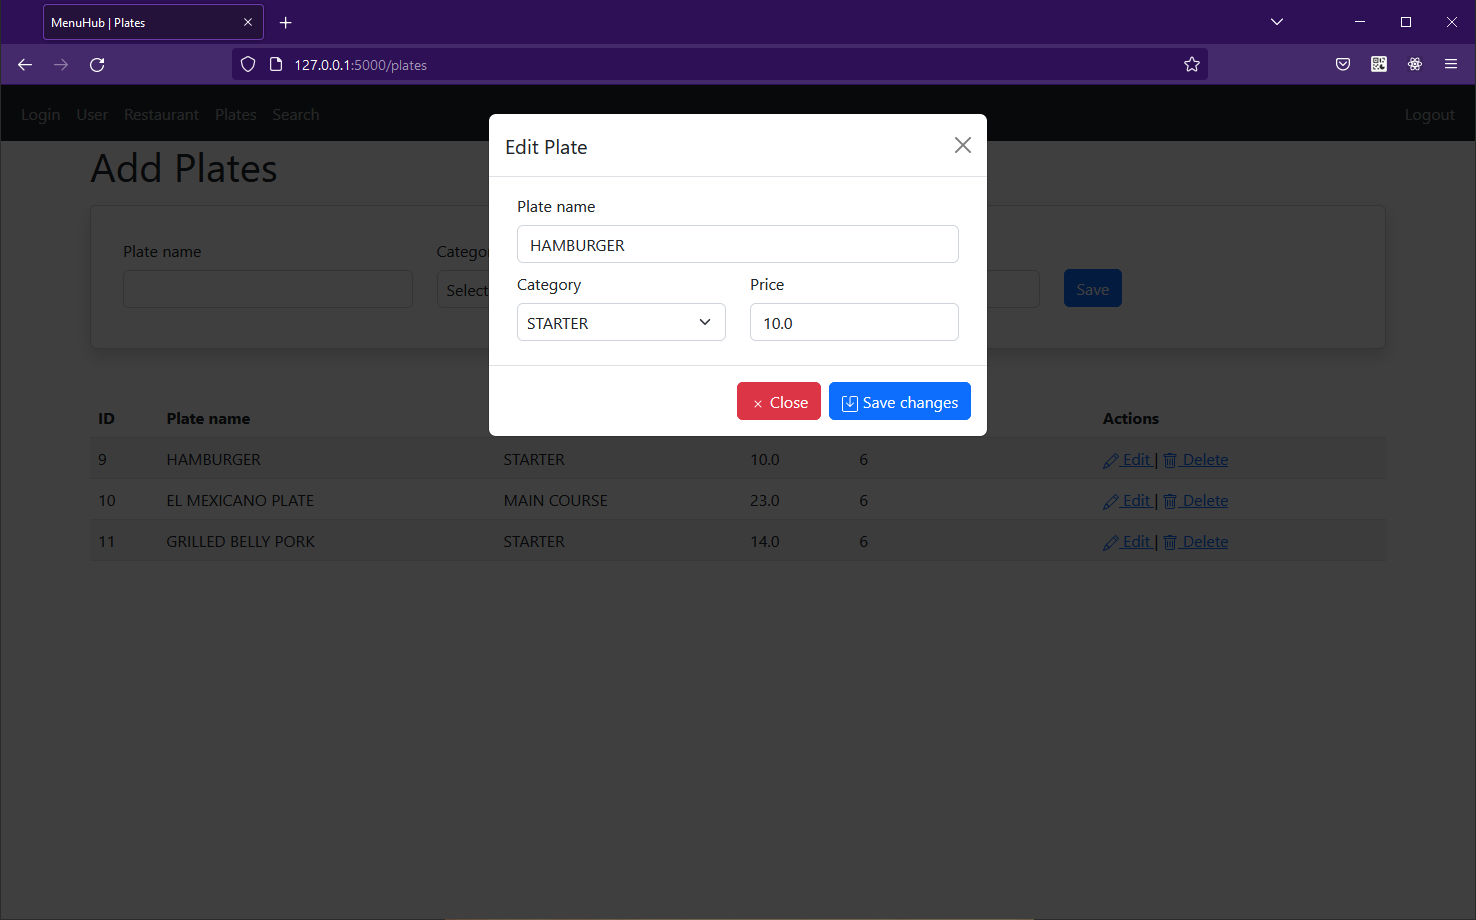 MenuHub | Plates
127.0.0.1:5000/plates
Login User Restaurant Plates Search Logout
Add Plates
Plate name
Catego
Select
Save
Edit Plate
Plate name
HAMBURGER
Category Price
STARTER 10.0
× Close Save changes
ID Plate name Actions
9 HAMBURGER STARTER 10.0 6 Edit | Delete
10 EL MEXICANO PLATE MAIN COURSE 23.0 6 Edit | Delete
11 GRILLED BELLY PORK STARTER 14.0 6 Edit | Delete